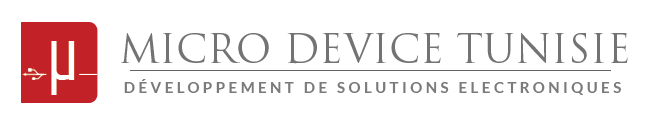 µ
MICRO DEVICE TUNISIE
DÉVELOPPEMENT DE SOLUTIONS ELECTRONIQUES